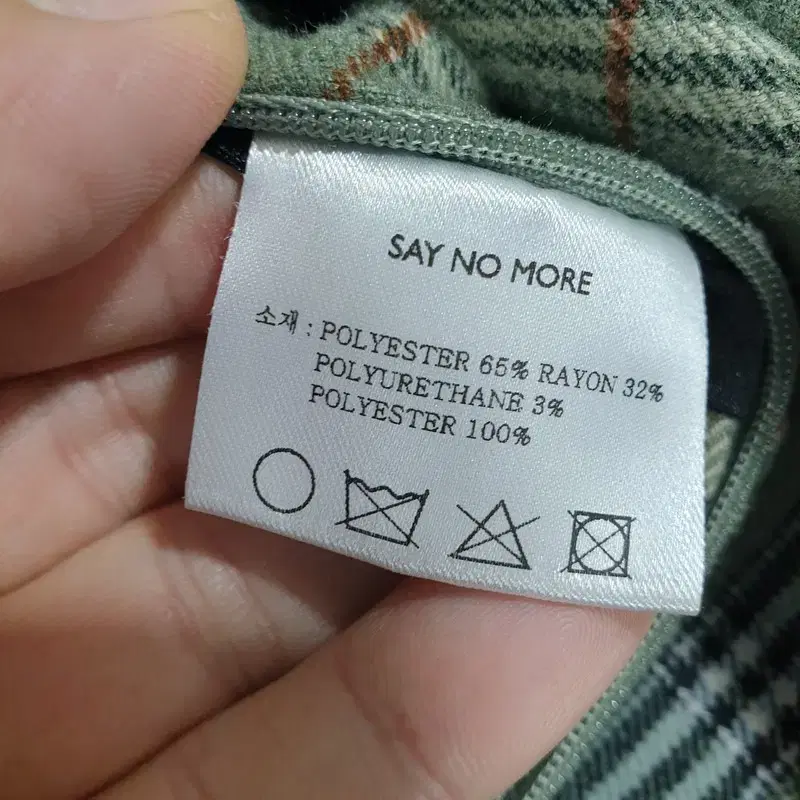 SAY NO MORE
소재 : POLYESTER 65% RAYON 32%
POLYURETHANE 3%
POLYESTER 100%